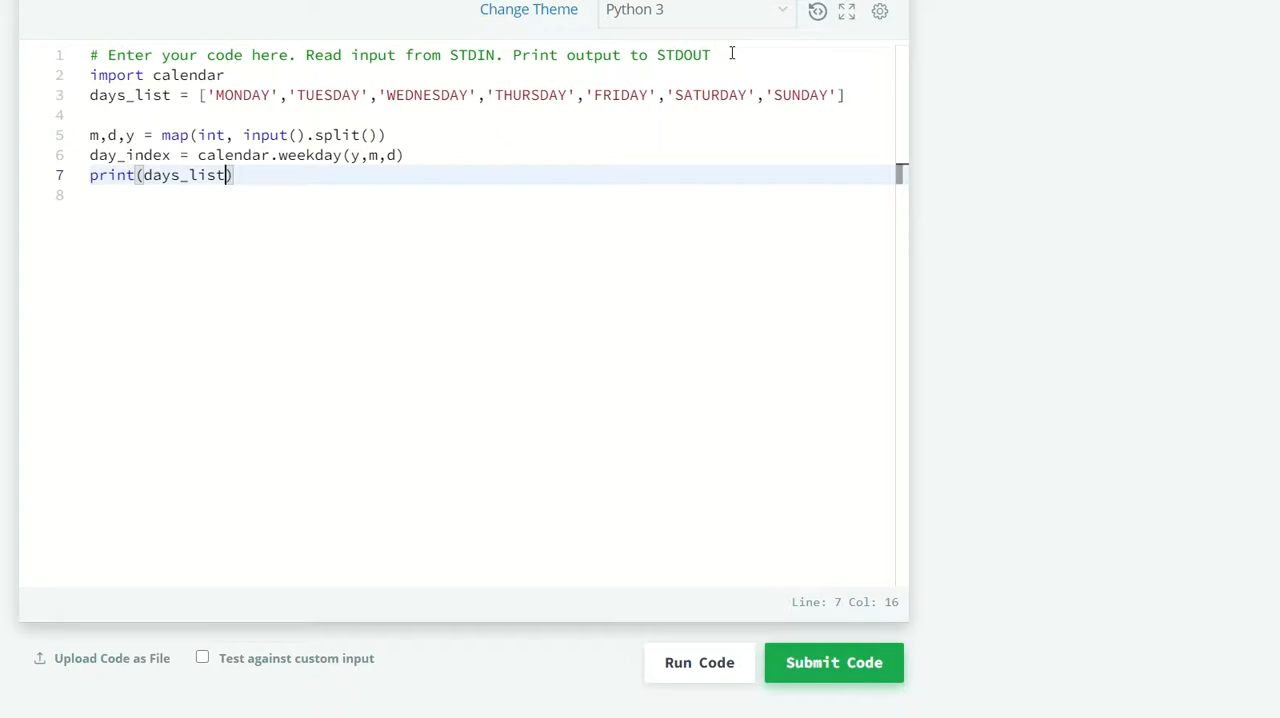 Change Theme Python 3
1 # Enter your code here. Read input from STDIN. Print output to STDOUT
2 import calendar
3 days_list = ['MONDAY','TUESDAY','WEDNESDAY','THURSDAY','FRIDAY','SATURDAY','SUNDAY']
4
5 m,d,y = map(int, input().split())
6 day_index = calendar.weekday(y,m,d)
7 print(days_list)
8
Line: 7 Col: 16
Upload Code as File Test against custom input Run Code Submit Code